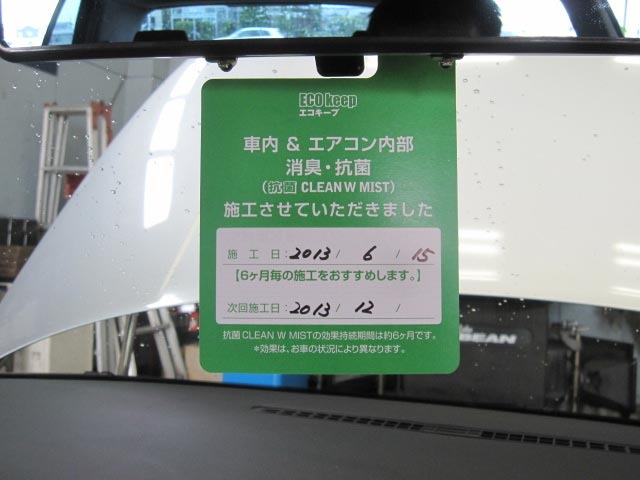 ECO keep
エコキープ
車内 & エアコン内部
消臭・抗菌
(抗菌 CLEAN W MIST)
施工させていただきました
施 工 日:2013/ 6 / 15
【6ヶ月毎の施工をおすすめします。】
次回施工日:2013/ 12 /
抗菌 CLEAN W MISTの効果持続期間は約6ヶ月です。
*効果は、お車の状況により異なります。
BEAN